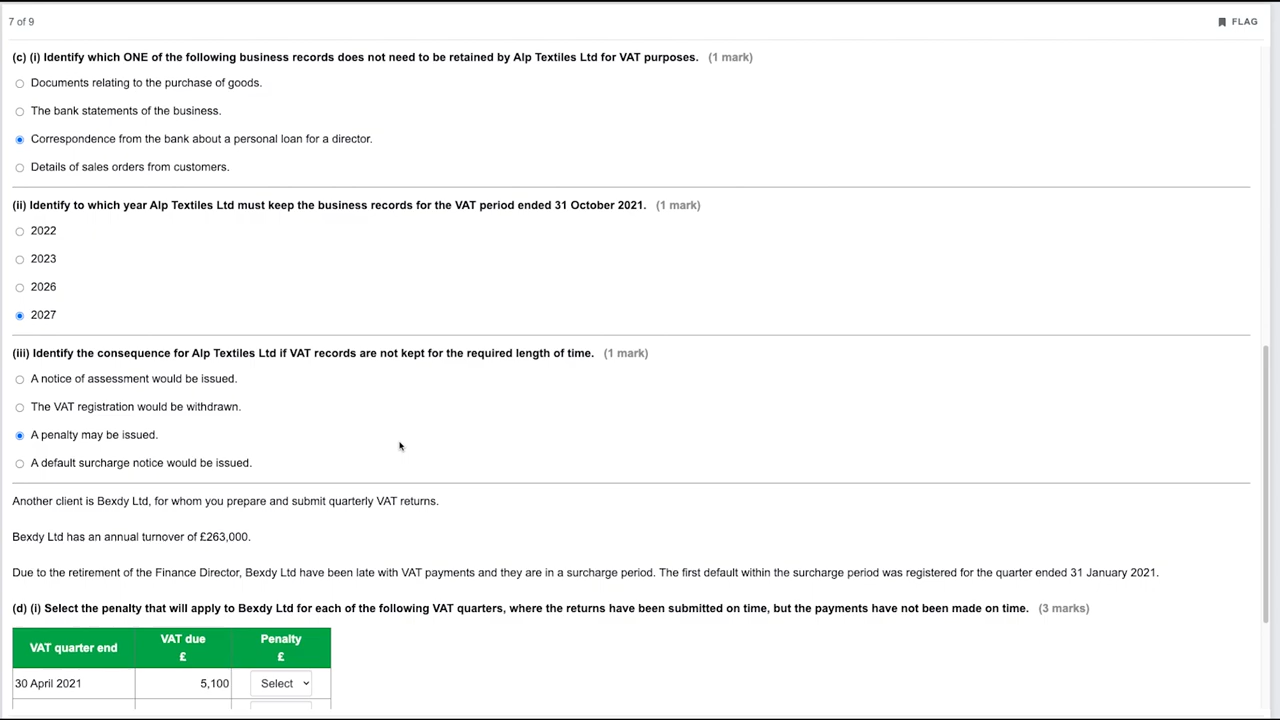 7 of 9
FLAG
(c) (i) Identify which ONE of the following business records does not need to be retained by Alp Textiles Ltd for VAT purposes. (1 mark)
Documents relating to the purchase of goods.
The bank statements of the business.
Correspondence from the bank about a personal loan for a director.
Details of sales orders from customers.
(ii) Identify to which year Alp Textiles Ltd must keep the business records for the VAT period ended 31 October 2021. (1 mark)
2022
2023
2026
2027
(iii) Identify the consequence for Alp Textiles Ltd if VAT records are not kept for the required length of time. (1 mark)
A notice of assessment would be issued.
The VAT registration would be withdrawn.
A penalty may be issued.
A default surcharge notice would be issued.
Another client is Bexdy Ltd, for whom you prepare and submit quarterly VAT returns.
Bexdy Ltd has an annual turnover of £263,000.
Due to the retirement of the Finance Director, Bexdy Ltd have been late with VAT payments and they are in a surcharge period. The first default within the surcharge period was registered for the quarter ended 31 January 2021.
(d) (i) Select the penalty that will apply to Bexdy Ltd for each of the following VAT quarters, where the returns have been submitted on time, but the payments have not been made on time. (3 marks)
VAT quarter end VAT due £ Penalty £
30 April 2021 5,100 Select